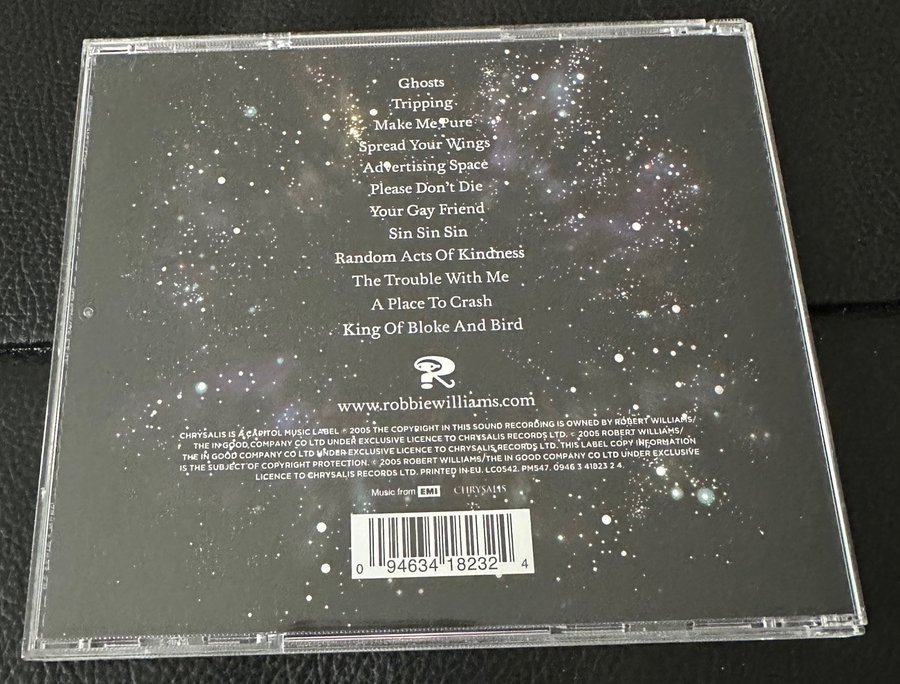 Ghosts
Tripping
Make Me Pure
Spread Your Wings
Advertising Space
Please Don't Die
Your Gay Friend
Sin Sin Sin
Random Acts Of Kindness
The Trouble With Me
A Place To Crash
King Of Bloke And Bird
www.robbiewilliams.com
CHRYSALIS IS A CAPITOL MUSIC LABEL ℗ 2005 THE COPYRIGHT IN THIS SOUND RECORDING IS OWNED BY ROBERT WILLIAMS/
THE IN GOOD COMPANY CO LTD UNDER EXCLUSIVE LICENCE TO CHRYSALIS RECORDS LTD. © 2005 ROBERT WILLIAMS/
THE IN GOOD COMPANY CO LTD UNDER EXCLUSIVE LICENCE TO CHRYSALIS RECORDS LTD. THIS LABEL COPY INFORMATION
IS THE SUBJECT OF COPYRIGHT PROTECTION. © 2005 ROBERT WILLIAMS/THE IN GOOD COMPANY CO LTD UNDER EXCLUSIVE
LICENCE TO CHRYSALIS RECORDS LTD. PRINTED IN EU. LC0542. PM547. 0946 3 41823 2 4.
Music from EMI CHRYSALIS
0 94634 18232 4